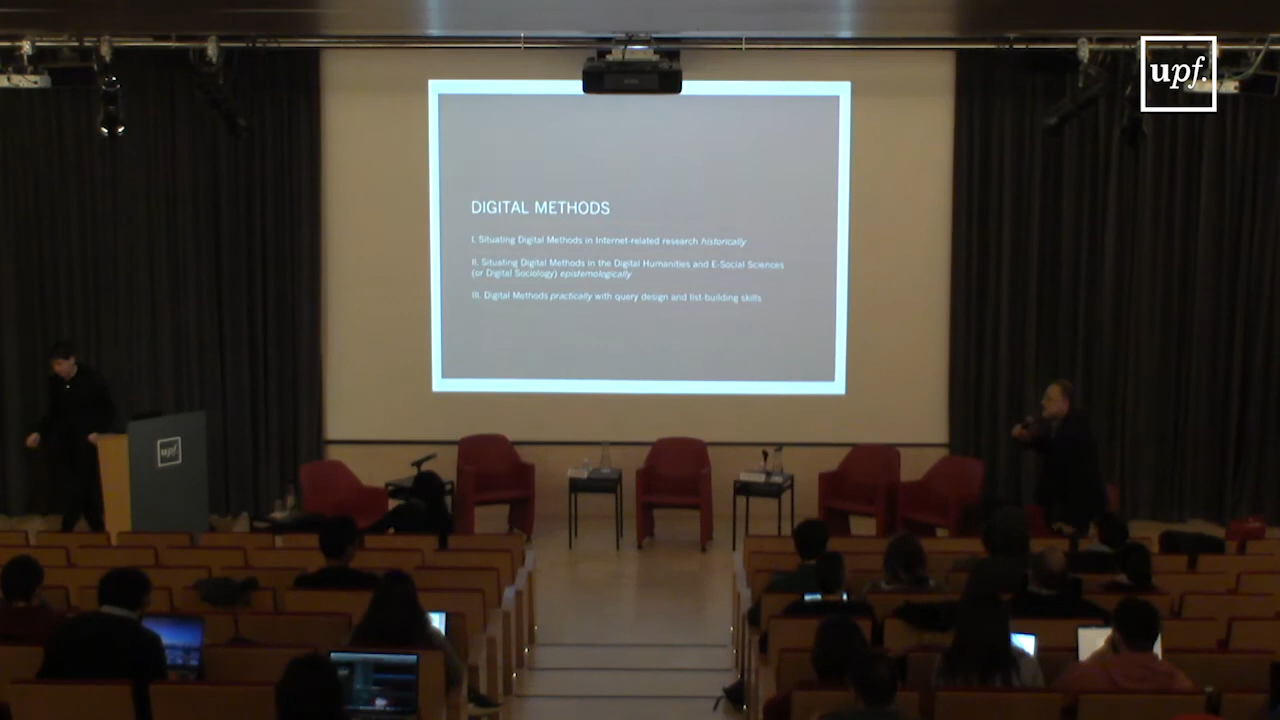 upf.
DIGITAL METHODS
I. Situating Digital Methods in Internet-related research historically
II. Situating Digital Methods in the Digital Humanities and E-Social Sciences
(or Digital Sociology) epistemologically
III. Digital Methods practically with query design and list-building skills
upf.